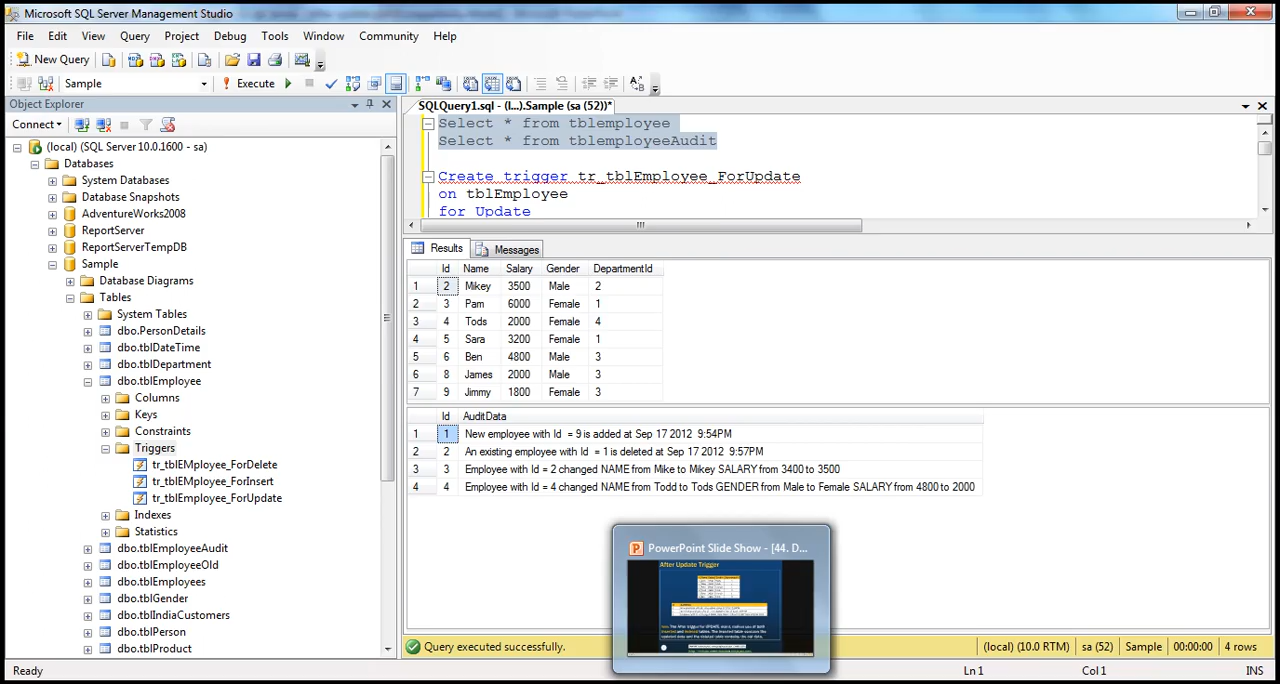 Microsoft SQL Server Management Studio
File Edit View Query Project Debug Tools Window Community Help
New Query
Sample Execute
Object Explorer
SQLQuery1.sql - (l...).Sample (sa (52))*
Connect
Select * from tblemployee
Select * from tblemployeeAudit
Create trigger tr_tblEmployee_ForUpdate
on tblEmployee
for Update
(local) (SQL Server 10.0.1600 - sa)
Databases
System Databases
Database Snapshots
AdventureWorks2008
ReportServer
ReportServerTempDB
Sample
Database Diagrams
Tables
System Tables
dbo.PersonDetails
dbo.tblDateTime
dbo.tblDepartment
dbo.tblEmployee
Columns
Keys
Constraints
Triggers
tr_tblEMployee_ForDelete
tr_tblEMployee_ForInsert
tr_tblEmployee_ForUpdate
Indexes
Statistics
dbo.tblEmployeeAudit
dbo.tblEmployeeOld
dbo.tblEmployees
dbo.tblGender
dbo.tblIndiaCustomers
dbo.tblPerson
dbo.tblProduct
Results Messages
Id Name Salary Gender DepartmentId
1 2 Mikey 3500 Male 2
2 3 Pam 6000 Female 1
3 4 Tods 2000 Female 4
4 5 Sara 3200 Female 1
5 6 Ben 4800 Male 3
6 8 James 2000 Male 3
7 9 Jimmy 1800 Female 3
Id AuditData
1 1 New employee with Id = 9 is added at Sep 17 2012 9:54PM
2 2 An existing employee with Id = 1 is deleted at Sep 17 2012 9:57PM
3 3 Employee with Id = 2 changed NAME from Mike to Mikey SALARY from 3400 to 3500
4 4 Employee with Id = 4 changed NAME from Todd to Tods GENDER from Male to Female SALARY from 4800 to 2000
PowerPoint Slide Show - [44. D...
After Update Trigger
Query executed successfully.
(local) (10.0 RTM) sa (52) Sample 00:00:00 4 rows
Ready Ln 1 Col 1 INS